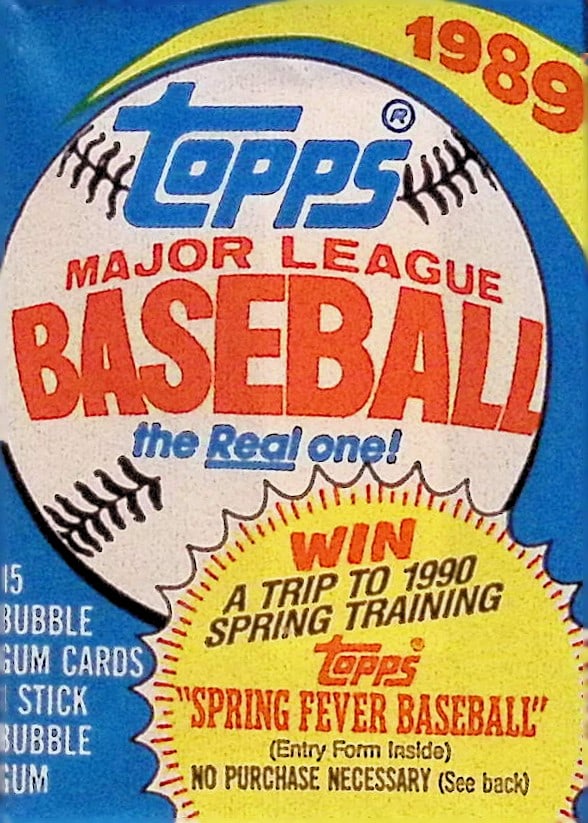 1989
Topps®
MAJOR LEAGUE
BASEBALL
the Real one!
WIN
A TRIP TO 1990
SPRING TRAINING
Topps®
"SPRING FEVER BASEBALL"
(Entry Form Inside)
NO PURCHASE NECESSARY (See back)
15
BUBBLE
GUM CARDS
1 STICK
BUBBLE
GUM